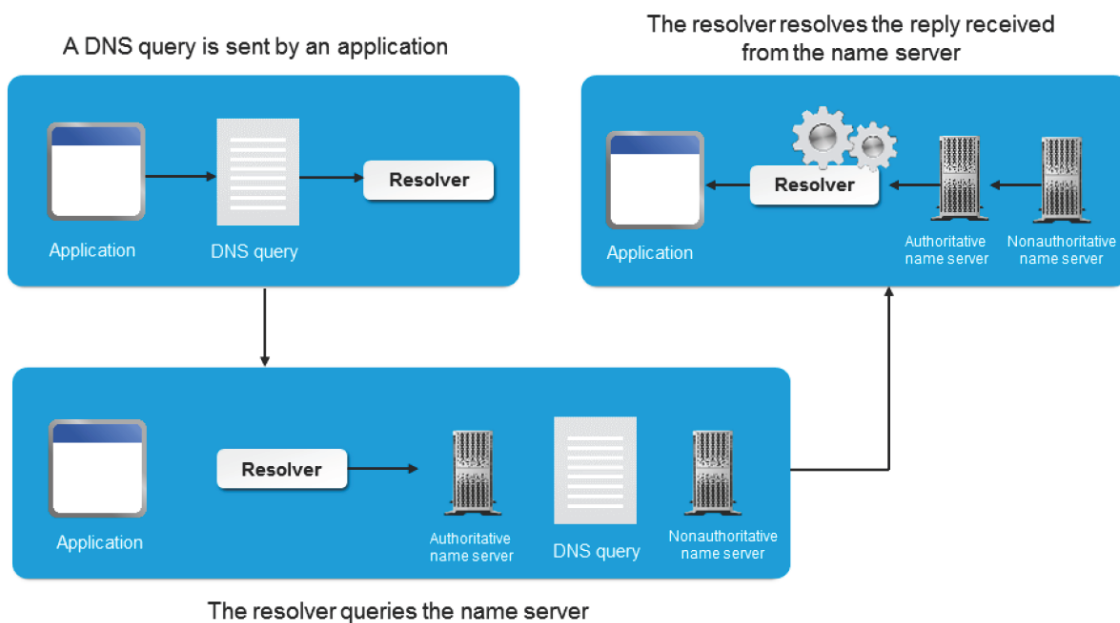 A DNS query is sent by an application
Application
DNS query
Resolver
The resolver resolves the reply received
from the name server
Application
Resolver
Authoritative
name server
Nonauthoritative
name server
Application
Resolver
Authoritative
name server
DNS query
Nonauthoritative
name server
The resolver queries the name server